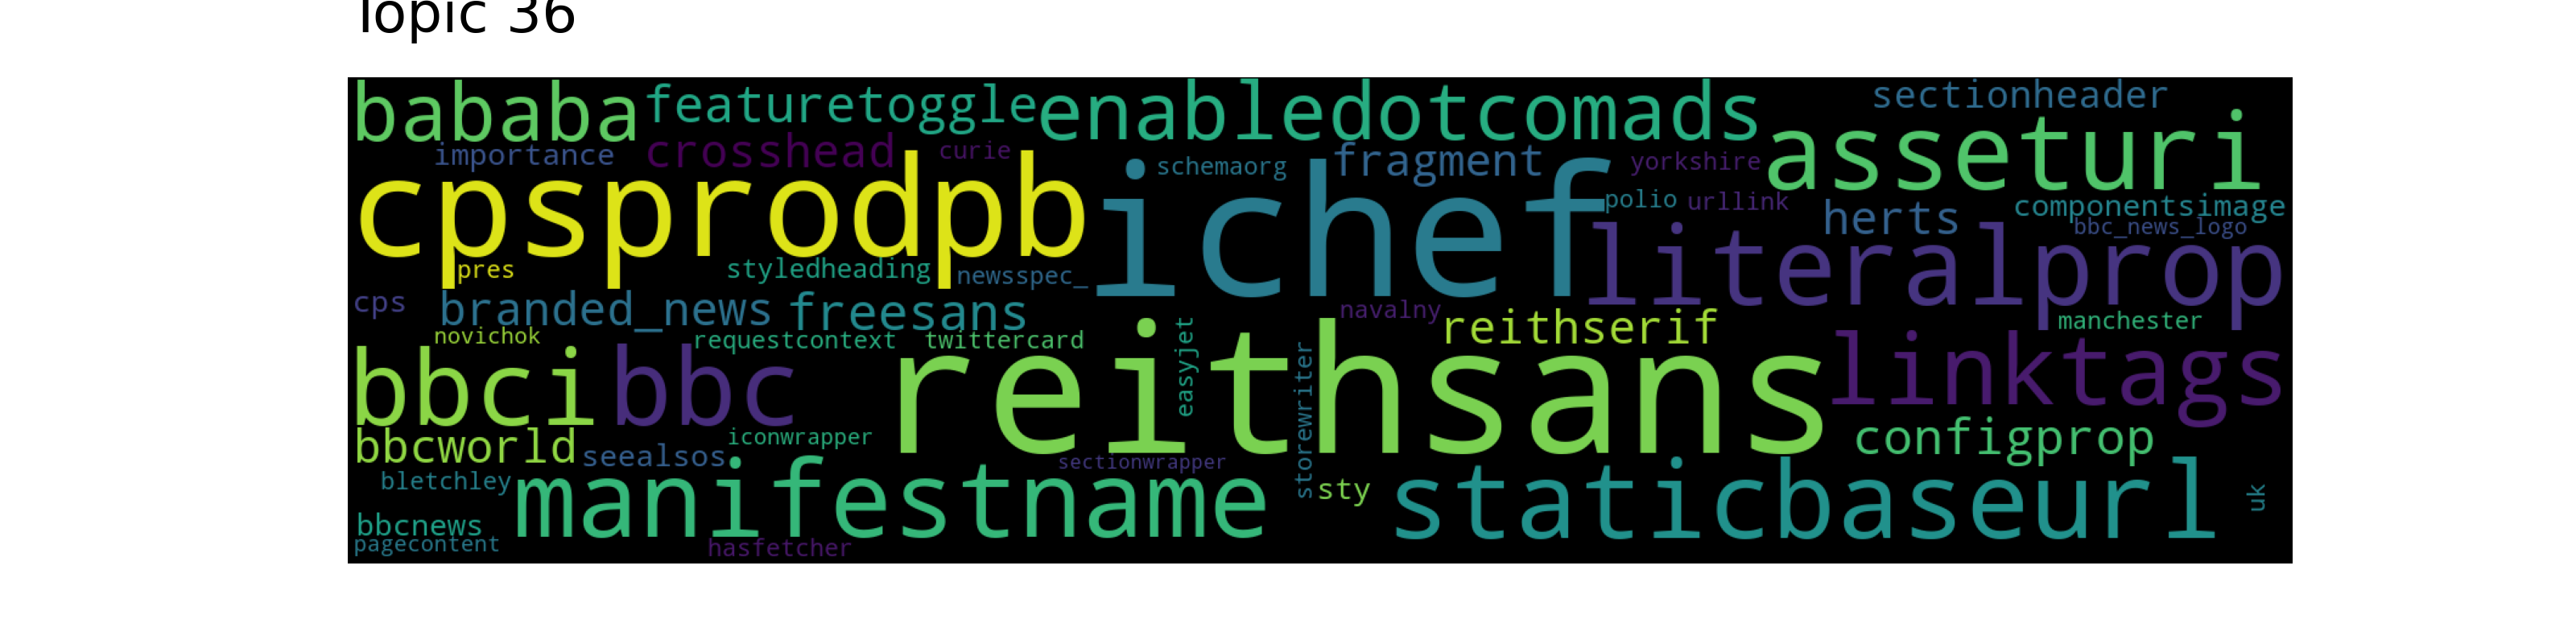 Topic 36
bababa featuretoggle enabledotcomads sectionheader
importance crosshead curie schemaorg fragment yorkshire asseturi
cpsprodpb ichef polio urllink herts componentsimage
bbc_news_logo
pres styledheading newsspec_ literalprop
cps branded_news freesans navalny reithserif manchester
novichok requestcontext twittercard easyjet storewriter
bbci bbc reithsans linktags
bbcworld seealsos iconwrapper sectionwrapper configprop
bletchley manifestname sty staticbaseurl uk
bbcnews
pagecontent hasfetcher